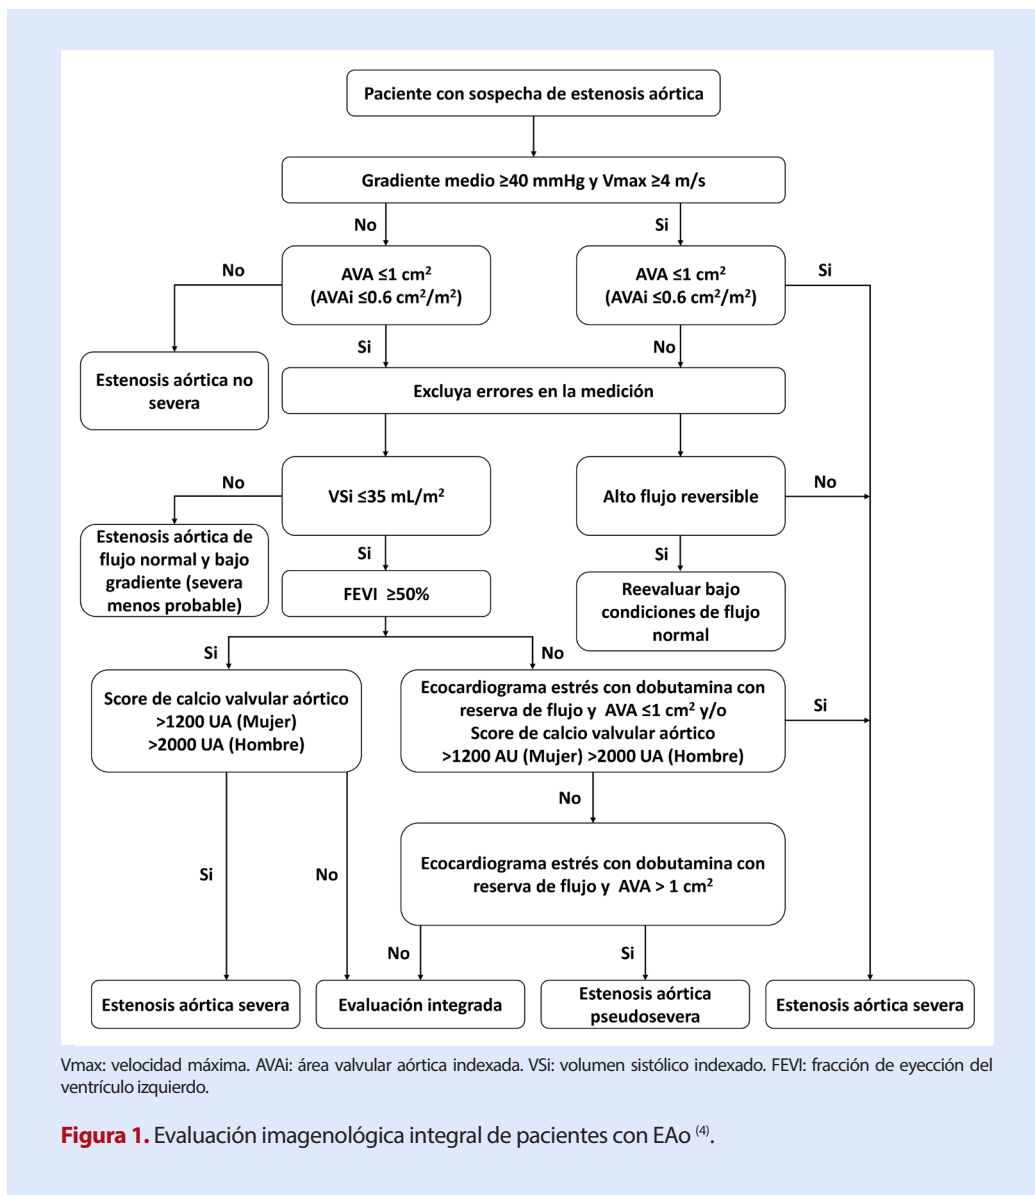 Paciente con sospecha de estenosis aórtica
Gradiente medio ≥40 mmHg y Vmax ≥4 m/s
No
Si
No
AVA ≤1 cm²
(AVAi ≤0.6 cm²/m²)
AVA ≤1 cm²
(AVAi ≤0.6 cm²/m²)
Si
Si
No
Estenosis aórtica no
severa
Excluya errores en la medición
No
VSi ≤35 mL/m²
Alto flujo reversible
No
Estenosis aórtica de
flujo normal y bajo
gradiente (severa
menos probable)
Si
Si
FEVI ≥50%
Reevaluar bajo
condiciones de flujo
normal
Si
No
Score de calcio valvular aórtico
>1200 UA (Mujer)
>2000 UA (Hombre)
Ecocardiograma estrés con dobutamina con
reserva de flujo y AVA ≤1 cm² y/o
Score de calcio valvular aórtico
>1200 AU (Mujer) >2000 UA (Hombre)
Si
No
Si
No
Ecocardiograma estrés con dobutamina con
reserva de flujo y AVA > 1 cm²
No
Si
Estenosis aórtica severa
Evaluación integrada
Estenosis aórtica
pseudosevera
Estenosis aórtica severa
Vmax: velocidad máxima. AVAi: área valvular aórtica indexada. VSi: volumen sistólico indexado. FEVI: fracción de eyección del
ventrículo izquierdo.
Figura 1. Evaluación imagenológica integral de pacientes con EAo (4).